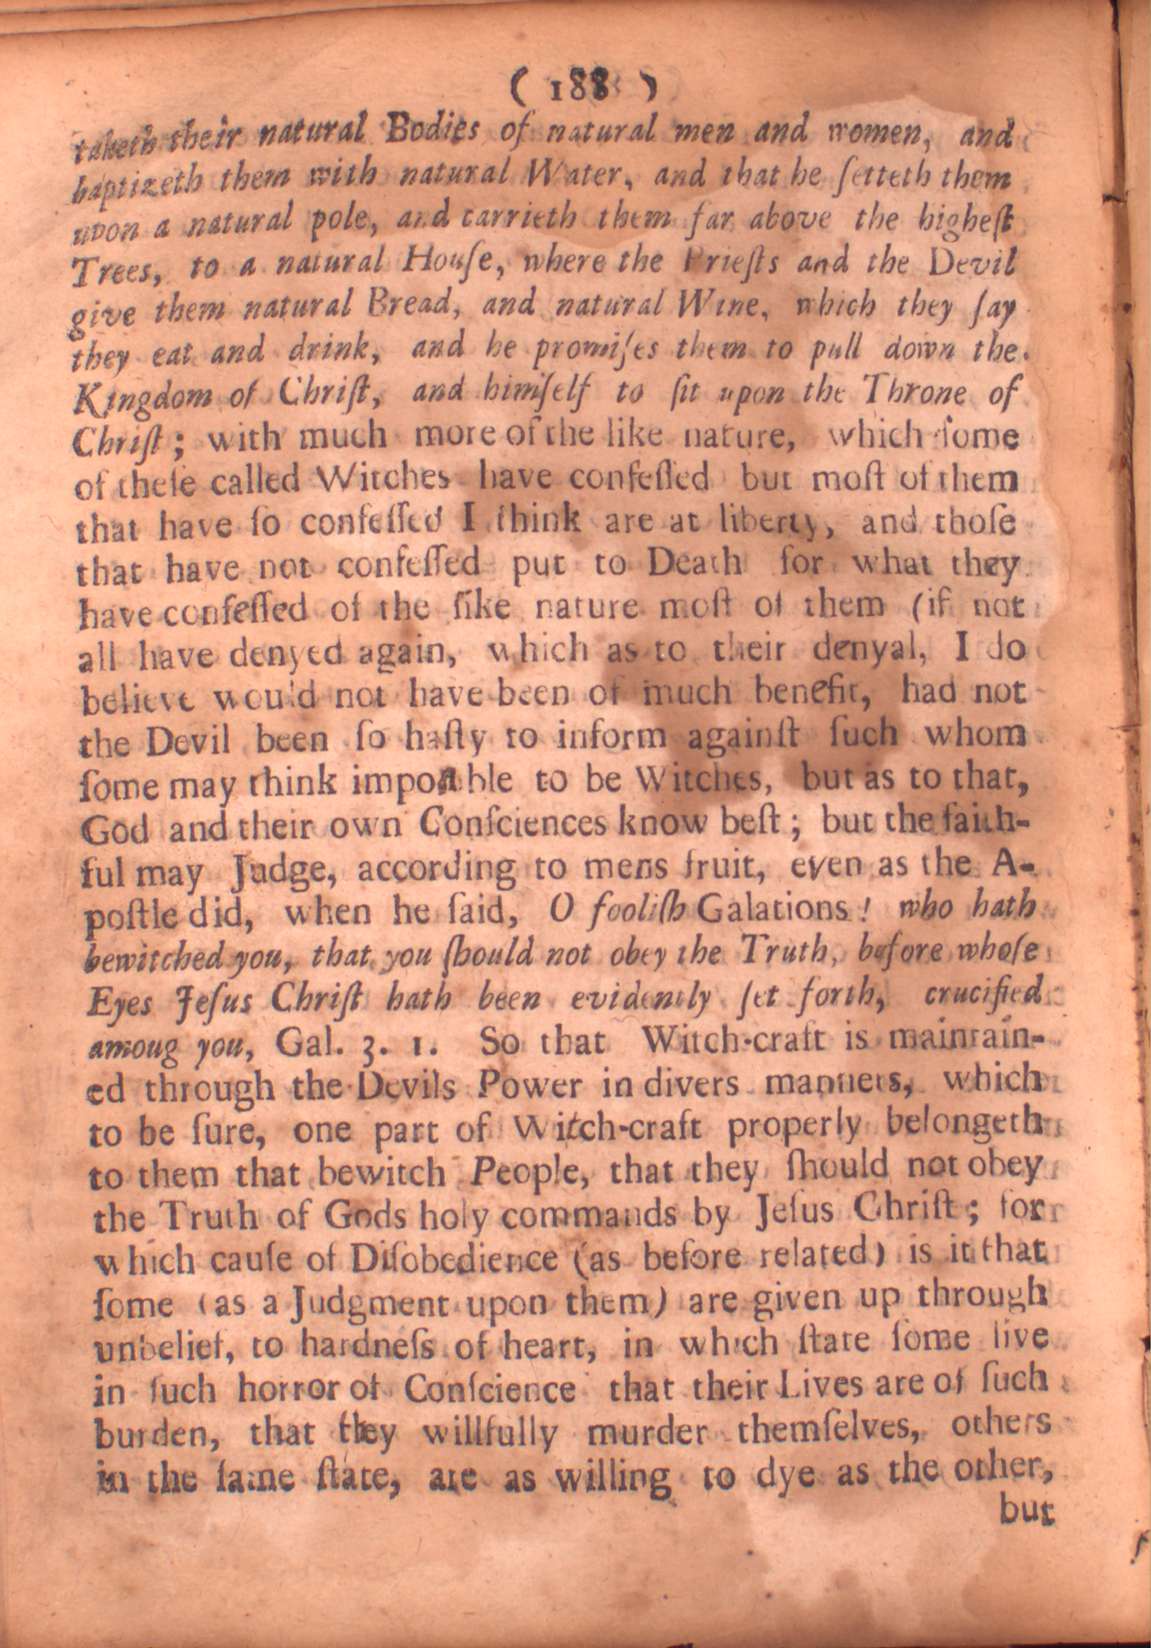 ( 188 )
taketh their natural Bodies of natural men and women, and
baptizeth them with natural Water, and that he ſetteth them
upon a natural pole, and carrieth them far above the higheſt
Trees, to a natural Houſe, where the Prieſts and the Devil
give them natural Bread, and natural Wine, which they ſay
they eat and drink, and he promiſes them to pull down the
Kingdom of Chriſt, and himſelf to ſit upon the Throne of
Chriſt; with much more of the like nature, which ſome
of theſe called Witches have confeſſed but moſt of them
that have ſo confeſſed I think are at liberty, and thoſe
that have not confeſſed put to Death for what they
have confeſſed of the like nature moſt of them (if not
all have denyed again, which as to their denyal, I do
believe would not have been of much benefit, had not
the Devil been ſo haſty to inform againſt ſuch whom
ſome may think impoſſible to be Witches, but as to that,
God and their own Conſciences know beſt; but the faith-
ful may Judge, according to mens fruit, even as the A-
poſtle did, when he ſaid, O fooliſh Galations! who hath
bewitched you, that you ſhould not obey the Truth, before whoſe
Eyes Jeſus Chriſt hath been evidently ſet forth, crucified
amoug you, Gal. 3. 1. So that Witch-craft is maintain-
ed through the Devils Power in divers manners, which
to be ſure, one part of Witch-craft properly belongeth
to them that bewitch People, that they ſhould not obey
the Truth of Gods holy commands by Jeſus Chriſt; for
which cauſe of Diſobedience (as before related) is it that
ſome (as a Judgment upon them) are given up through
unbelief, to hardneſs of heart, in which ſtate ſome live
in ſuch horror of Conſcience that their Lives are of ſuch
burden, that they willfully murder themſelves, others
in the ſame ſtate, are as willing to dye as the other,
but